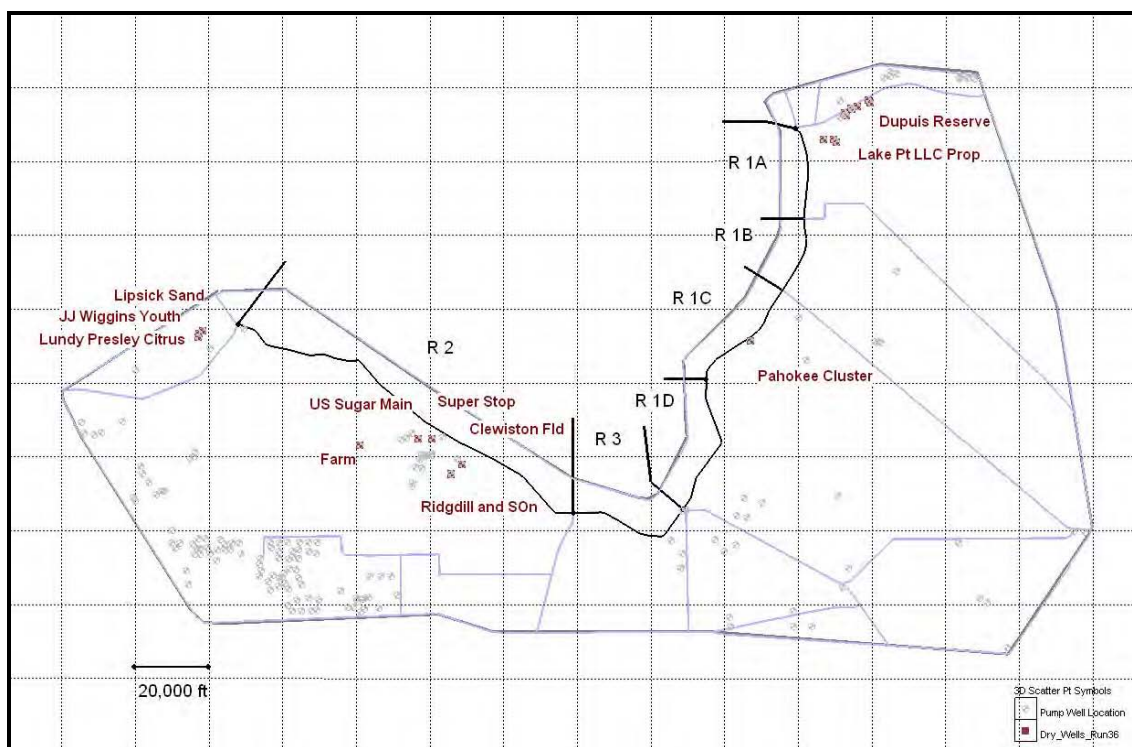 Dupuis Reserve
Lake Pt LLC Prop
R 1A
R 1B
Lipsick Sand
R 1C
JJ Wiggins Youth
Lundy Presley Citrus
R 2
Pahokee Cluster
US Sugar Main
Super Stop
R 1D
Clewiston Fld
R 3
Farm
Ridgdill and SOn
20,000 ft
3D Scatter Pt Symbols
Pump Well Location
Dry_Wells_Run36